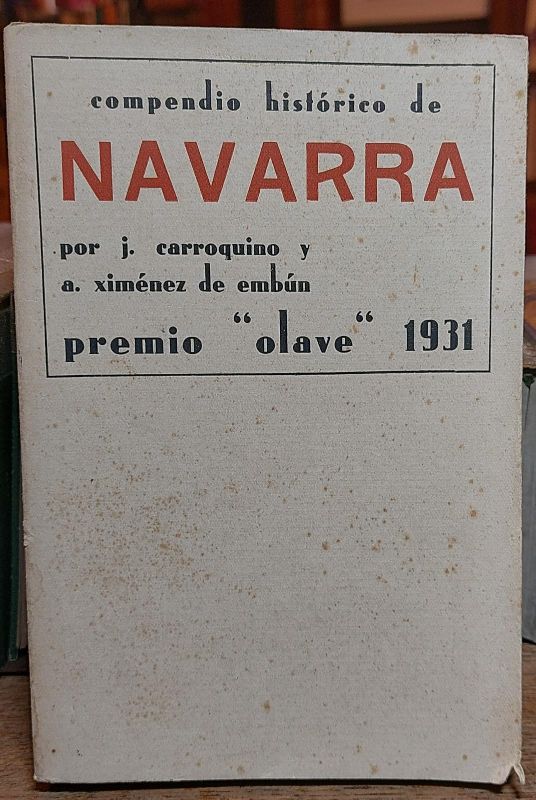 compendio histórico de
NAVARRA
por j. carroquino y
a. ximénez de embún
premio “olave“ 1931